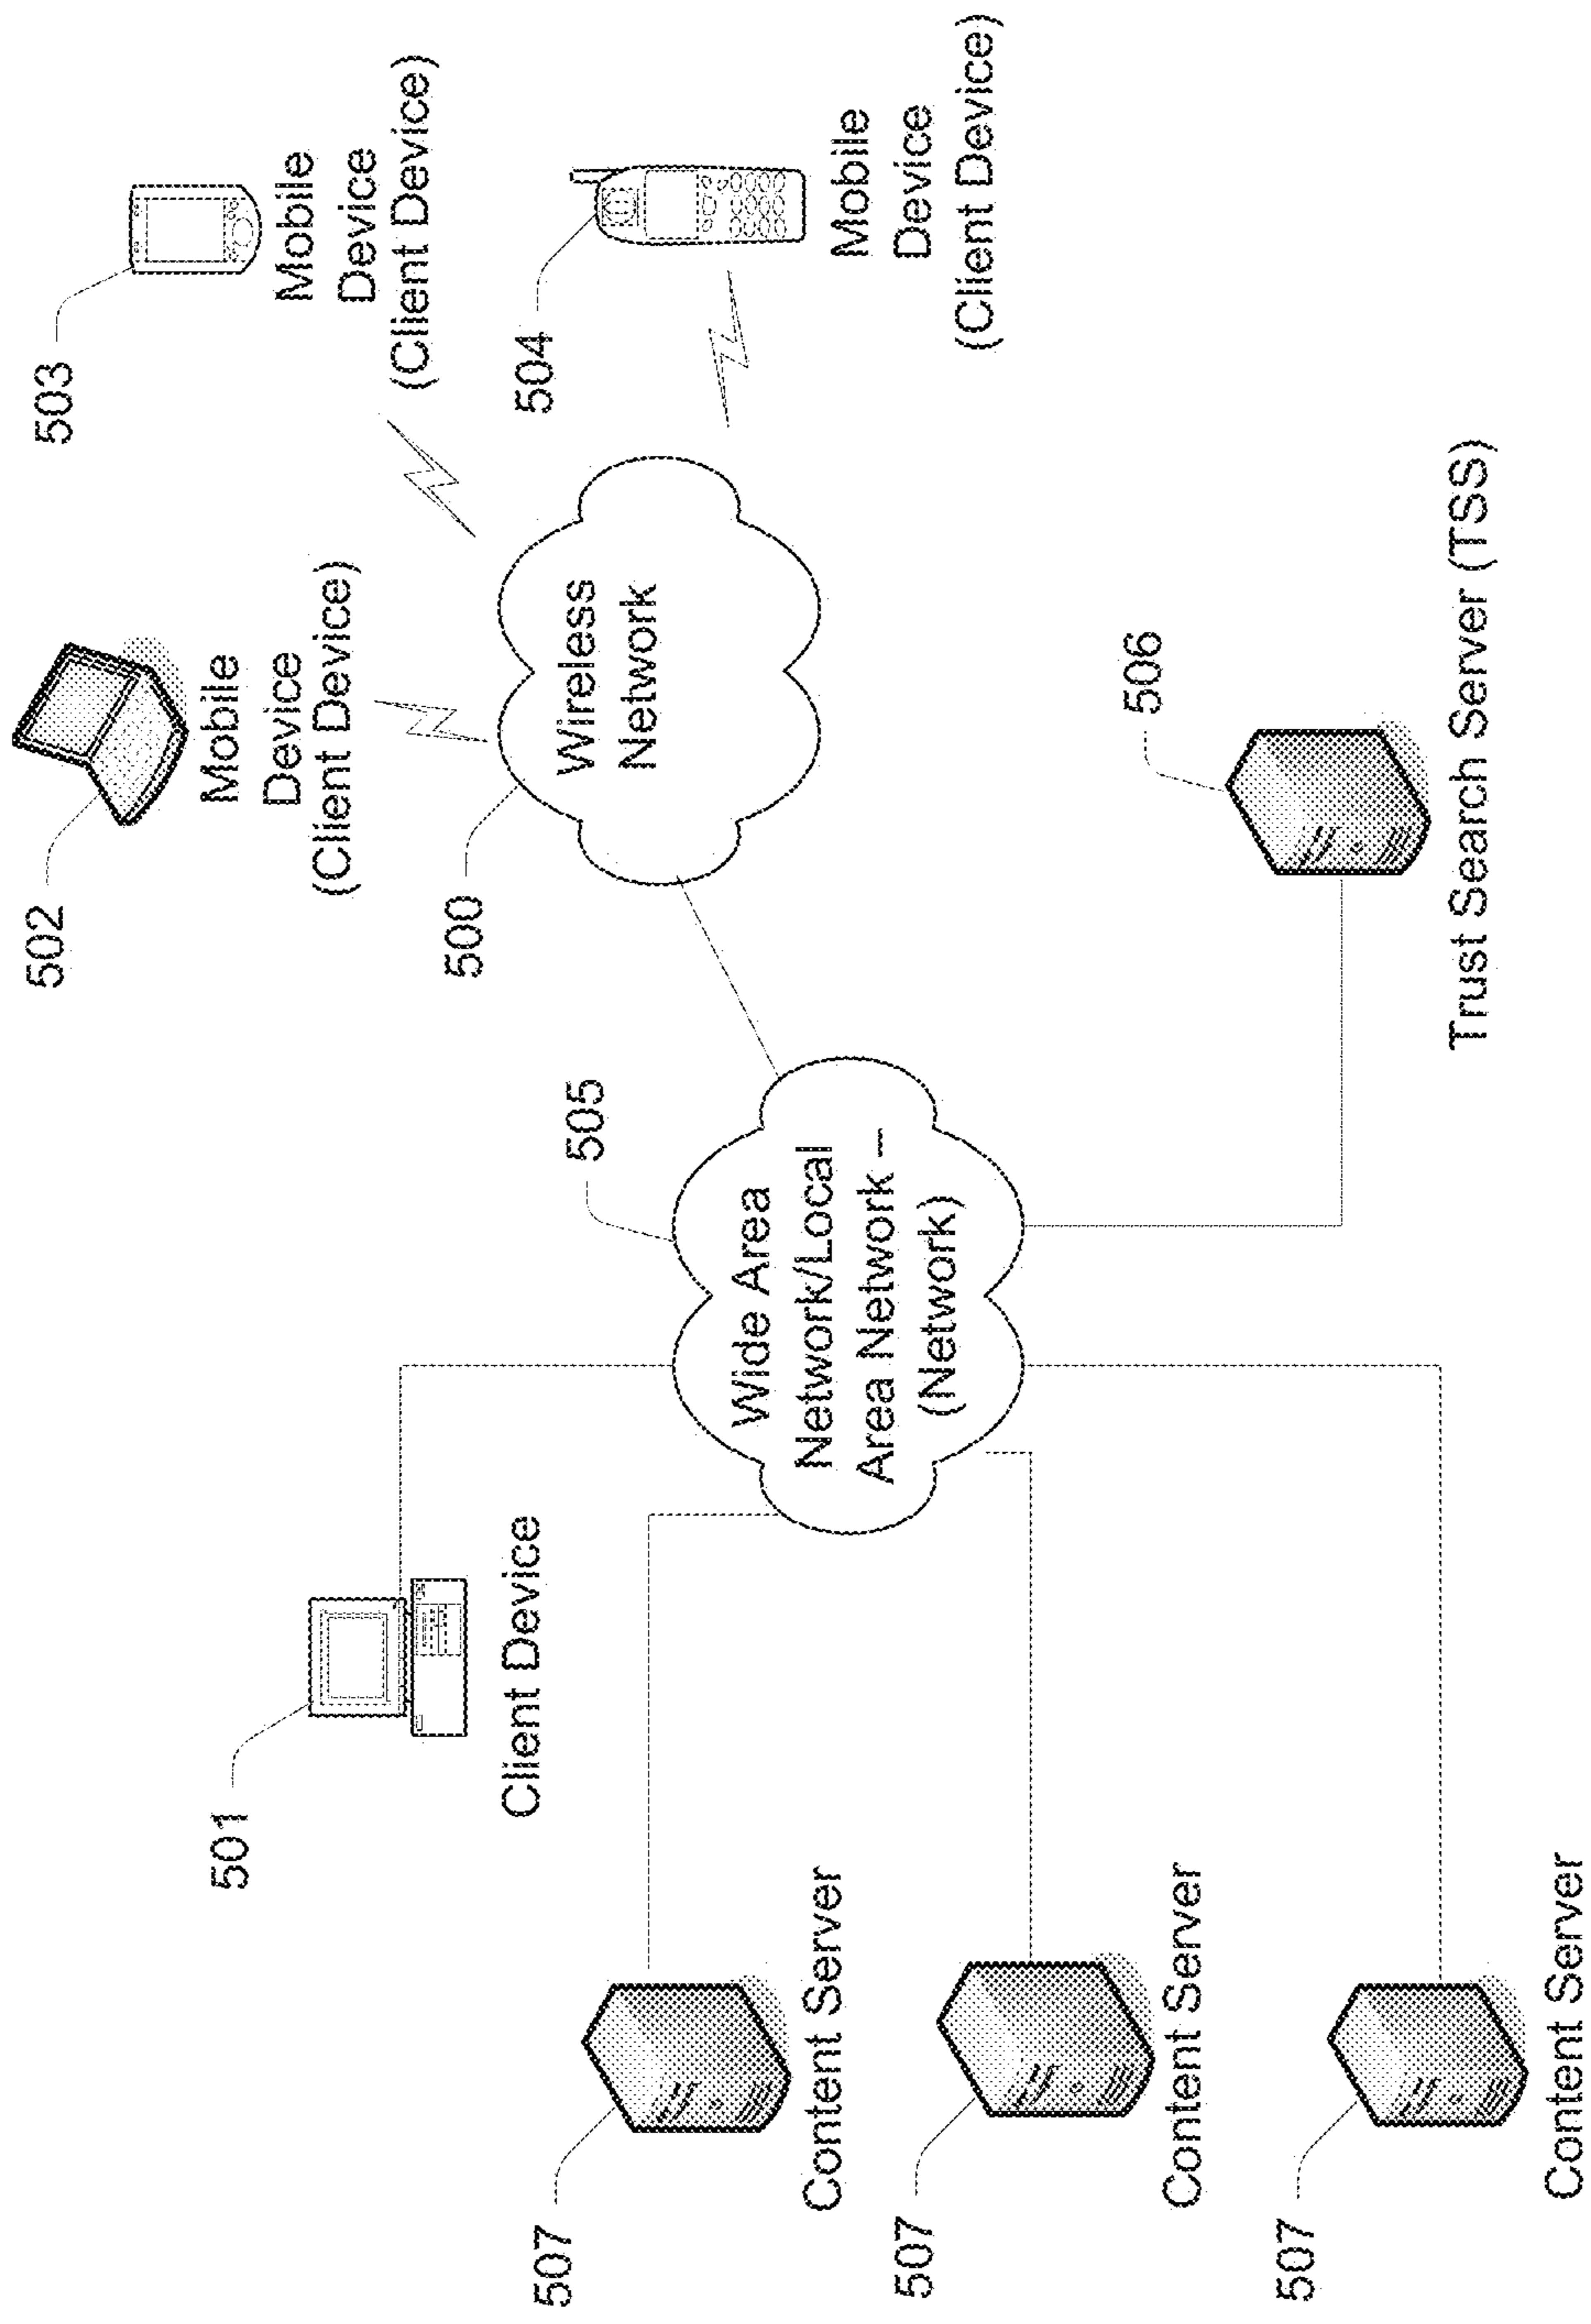 502
Mobile
Device
(Client Device)
503
Mobile
Device
(Client Device)
501
Client Device
500
Wireless
Network
504
Mobile
Device
(Client Device)
505
Wide Area
Network/Local
Area Network –
(Network)
507
Content Server
507
Content Server
507
Content Server
506
Trust Search Server (TSS)